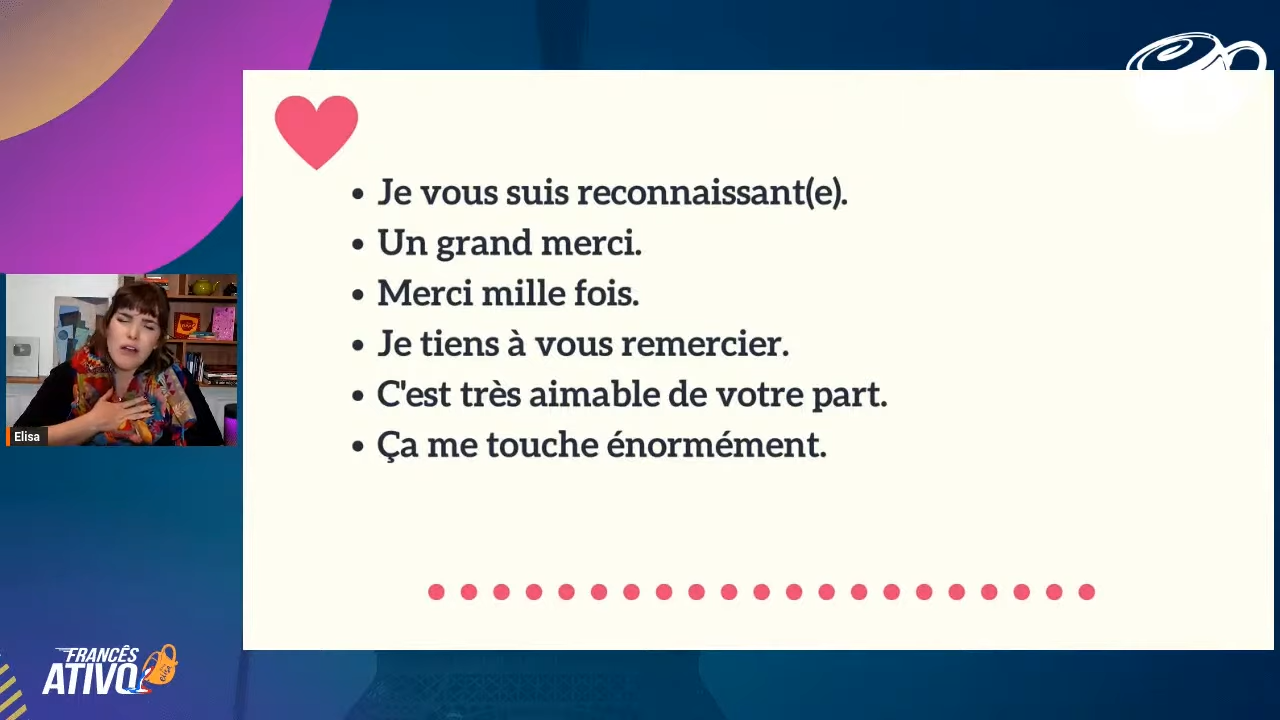 Je vous suis reconnaissant(e).
Un grand merci.
Merci mille fois.
Je tiens à vous remercier.
C'est très aimable de votre part.
Ça me touche énormément.
Elisa
FRANCÊS
ATIVO
elisa